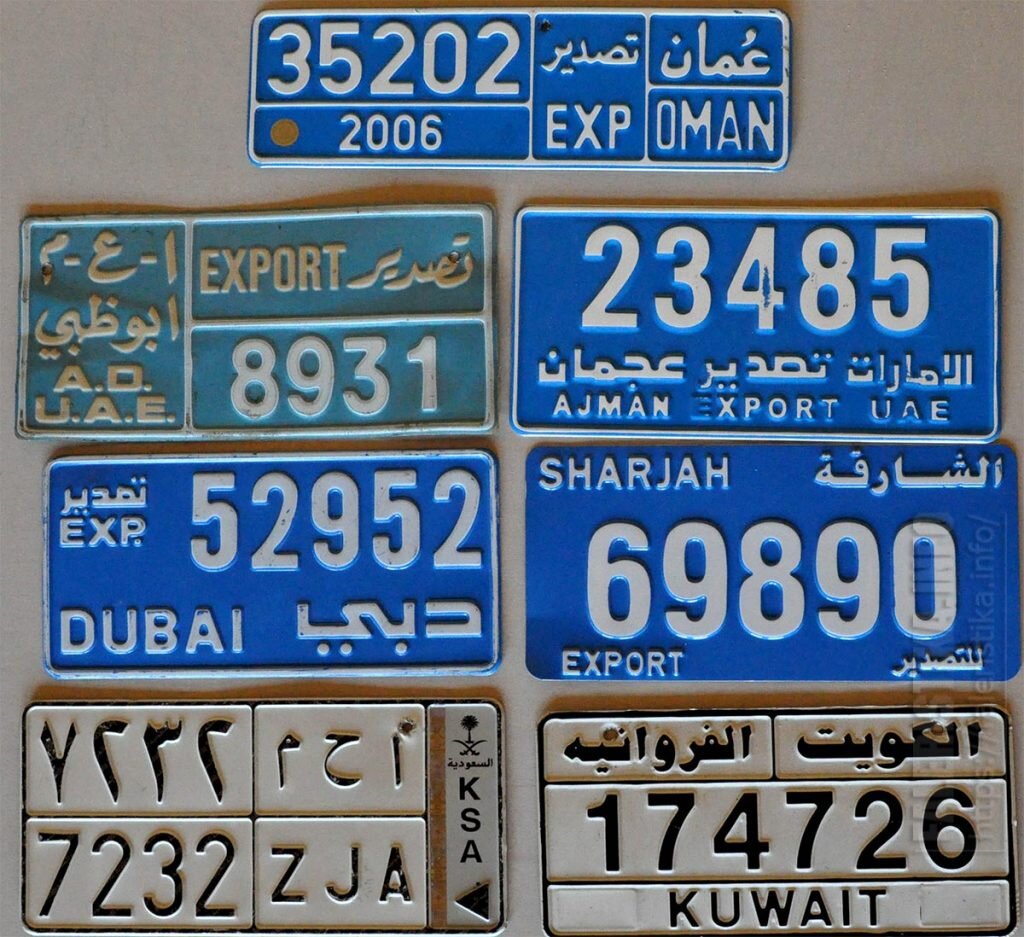 35202 تصدير عُمان
2006 EXP OMAN
ا-ع-م EXPORT تصدير
ابوظبي 8931
A.D.
U.A.E.
23485
الامارات تصدير عجمان
AJMAN EXPORT UAE
تصدير 52952
EXP.
DUBAI دبي
SHARJAH الشارقة
69890
EXPORT للتصدير
٧٢٣٢ أ ح م
السعودية
7232 Z J A
K
S
A
الكويت الفروانيه
174726
KUWAIT